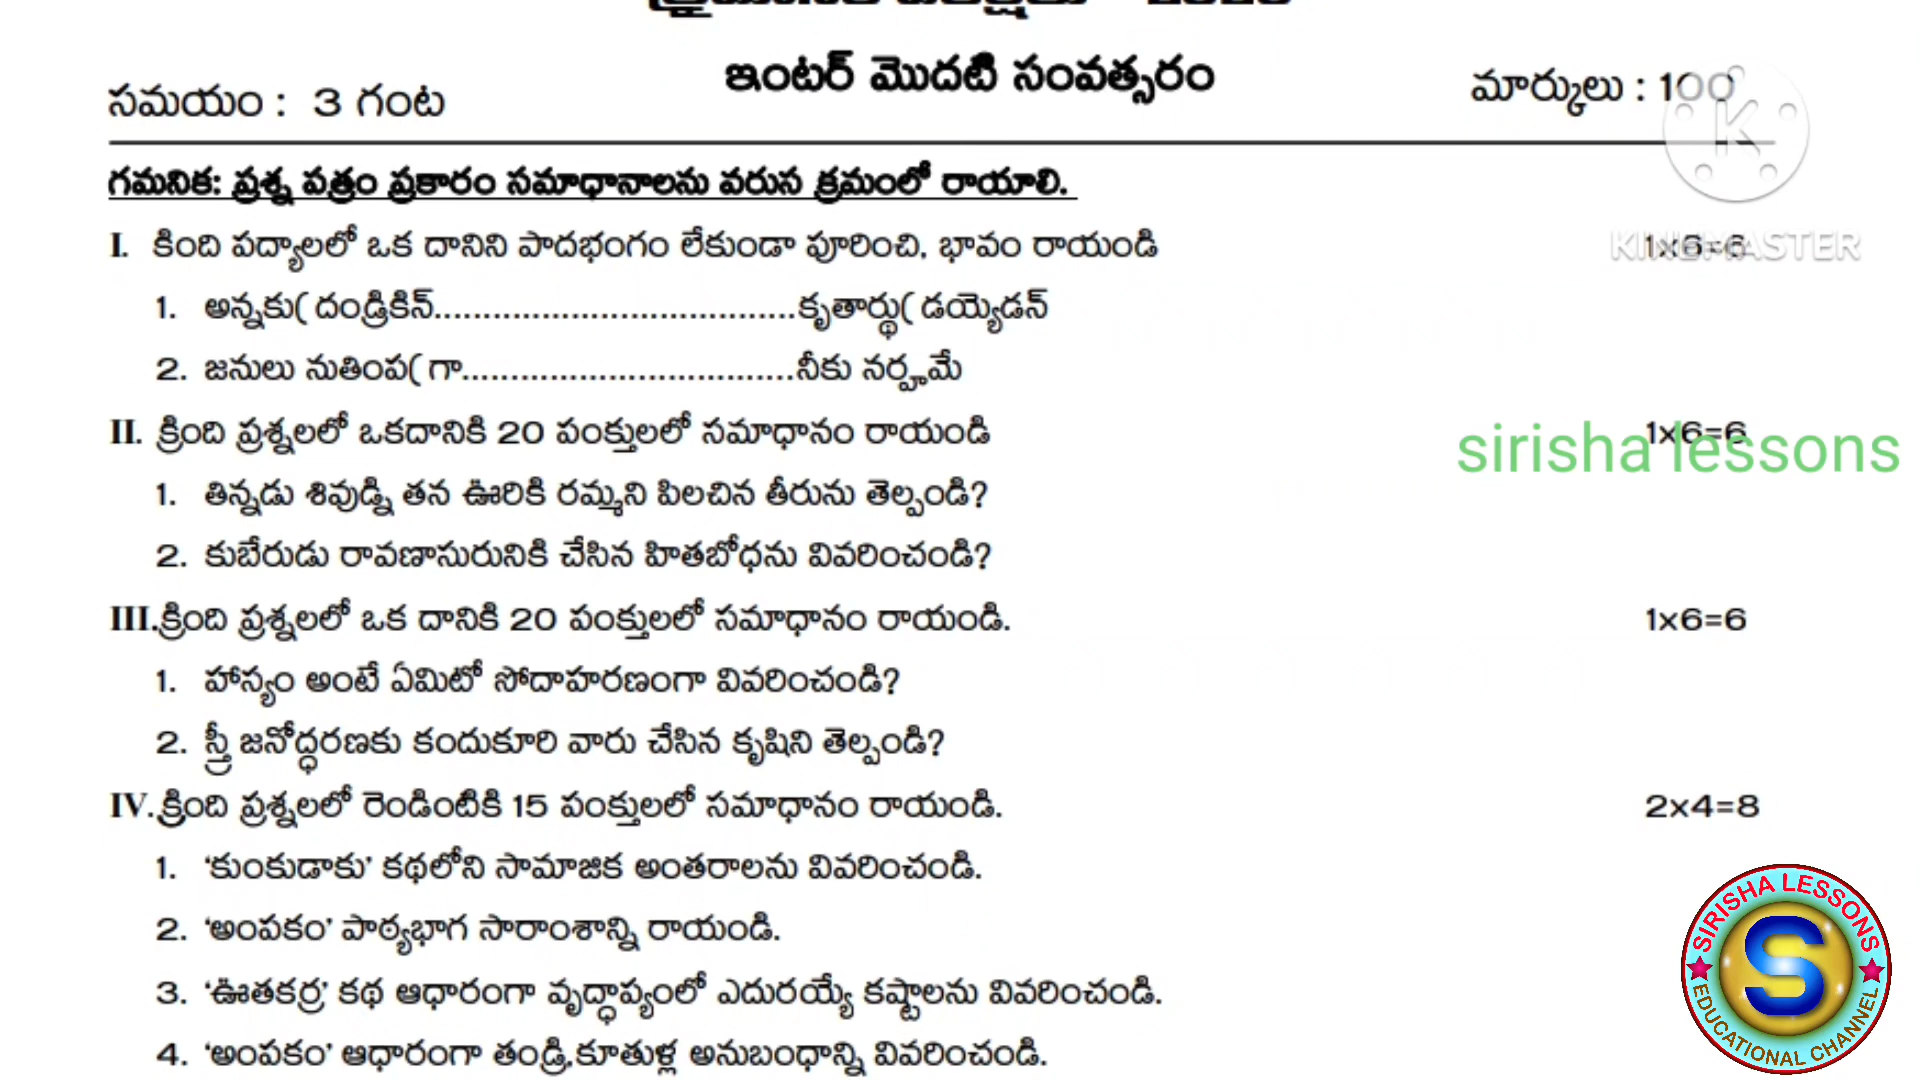 త్రైమాసిక పరీక్షలు
ఇంటర్ మొదటి సంవత్సరం
సమయం : 3 గంట
మార్కులు : 100
గమనిక: ప్రశ్న పత్రం ప్రకారం సమాధానాలను వరుస క్రమంలో రాయాలి.
I. కింది పద్యాలలో ఒక దానిని పాదభంగం లేకుండా పూరించి, భావం రాయండి 1x6=6
KINEMASTER
1. అన్నకు( దండ్రికిన్.....................................కృతార్థు( డయ్యెడన్
2. జనులు నుతింప( గా..................................నీకు నర్హమే
II. క్రింది ప్రశ్నలలో ఒకదానికి 20 పంక్తులలో సమాధానం రాయండి 1x6=6
sirisha lessons
1. తిన్నడు శివుడ్ని తన ఊరికి రమ్మని పిలచిన తీరును తెల్పండి?
2. కుబేరుడు రావణాసురునికి చేసిన హితబోధను వివరించండి?
III.క్రింది ప్రశ్నలలో ఒక దానికి 20 పంక్తులలో సమాధానం రాయండి. 1x6=6
1. హాస్యం అంటే ఏమిటో సోదాహరణంగా వివరించండి?
2. స్త్రీ జనోద్ధరణకు కందుకూరి వారు చేసిన కృషిని తెల్పండి?
IV.క్రింది ప్రశ్నలలో రెండింటికి 15 పంక్తులలో సమాధానం రాయండి. 2x4=8
1. 'కుంకుడాకు' కథలోని సామాజిక అంతరాలను వివరించండి.
2. 'అంపకం' పాఠ్యభాగ సారాంశాన్ని రాయండి.
3. 'ఊతకర్ర' కథ ఆధారంగా వృద్ధాప్యంలో ఎదురయ్యే కష్టాలను వివరించండి.
4. 'అంపకం' ఆధారంగా తండ్రి,కూతుళ్ల అనుబంధాన్ని వివరించండి.
SIRISHA LESSONS
S
EDUCATIONAL CHANNEL